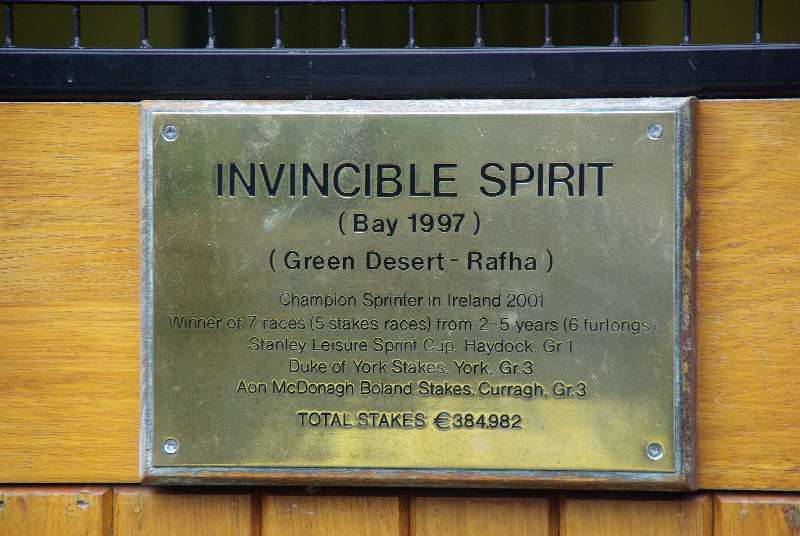 INVINCIBLE SPIRIT
(Bay 1997)
(Green Desert - Rafha)
Champion Sprinter in Ireland 2001
Winner of 7 races (5 stakes races) from 2-5 years (6 furlongs)
Stanley Leisure Sprint Cup, Haydock, Gr.1
Duke of York Stakes, York, Gr.3
Aon McDonagh Boland Stakes, Curragh, Gr.3
TOTAL STAKES €384,982